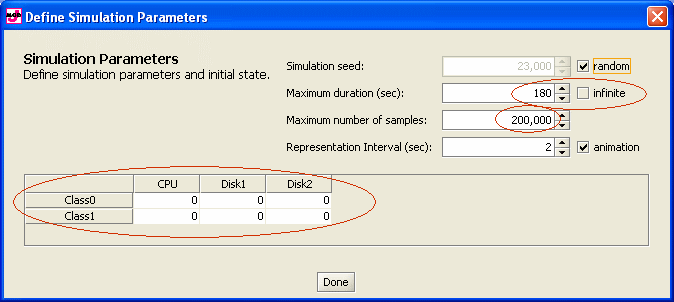 Define Simulation Parameters
Simulation Parameters
Define simulation parameters and initial state.
Simulation seed: 23,000 random
Maximum duration (sec): 180 infinite
Maximum number of samples: 200,000
Representation Interval (sec): 2 animation
CPU Disk1 Disk2
Class0 0 0 0
Class1 0 0 0
Done